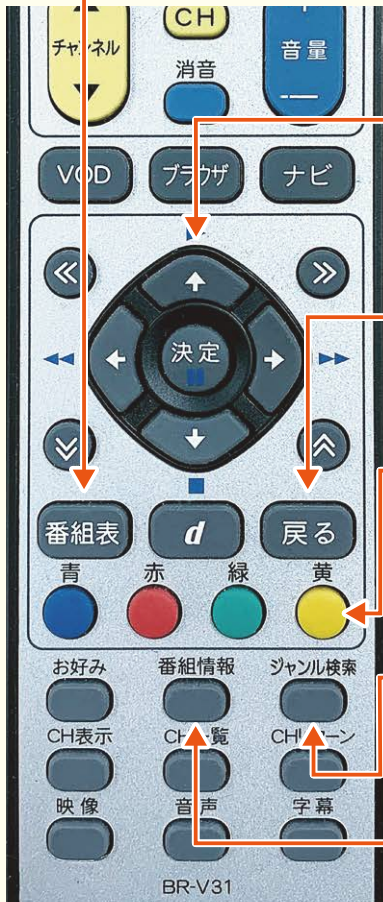 CH
チャンネル
音量
消音
VOD
ブラウザ
ナビ
決定
番組表
d
戻る
青 赤 緑 黄
お好み 番組情報 ジャンル検索
CH表示
映像 音声 字幕
BR-V31